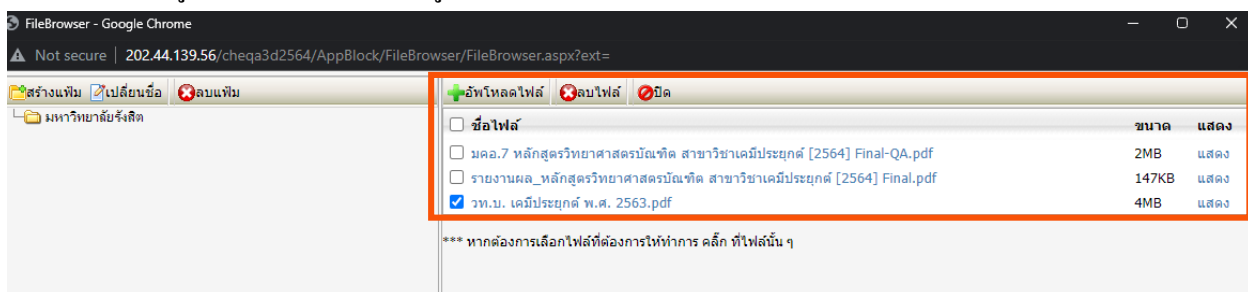 FileBrowser - Google Chrome
Not secure | 202.44.139.56/cheqa3d2564/AppBlock/FileBrowser/FileBrowser.aspx?ext=
สร้างแฟ้ม เปลี่ยนชื่อ ลบแฟ้ม
อัพโหลดไฟล์ ลบไฟล์ ปิด
มหาวิทยาลัยรังสิต
ชื่อไฟล์ ขนาด แสดง
มคอ.7 หลักสูตรวิทยาศาสตรบัณฑิต สาขาวิชาเคมีประยุกต์ [2564] Final-QA.pdf 2MB แสดง
รายงานผล_หลักสูตรวิทยาศาสตรบัณฑิต สาขาวิชาเคมีประยุกต์ [2564] Final.pdf 147KB แสดง
วท.บ. เคมีประยุกต์ พ.ศ. 2563.pdf 4MB แสดง
*** หากต้องการเลือกไฟล์ที่ต้องการให้ทำการ คลิ๊ก ที่ไฟล์นั้น ๆ